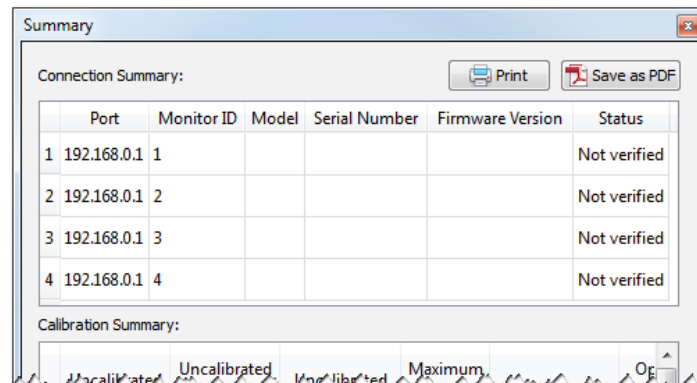 Summary
Connection Summary:
Print
Save as PDF
Port Monitor ID Model Serial Number Firmware Version Status
1 192.168.0.1 1 Not verified
2 192.168.0.1 2 Not verified
3 192.168.0.1 3 Not verified
4 192.168.0.1 4 Not verified
Calibration Summary:
Uncalibrated Maximum
Uncalibrated Uncalibrated